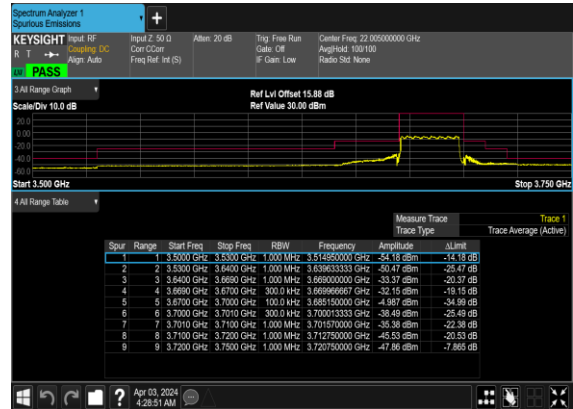 Spectrum Analyzer 1
Spurious Emissions
+
KEYSIGHT Input: RF Input Z: 50 Ω Atten: 20 dB Trig: Free Run Center Freq: 22.005000000 GHz
R T Coupling: DC Corr CCorr Gate: Off Avg|Hold: 100/100
Align: Auto Freq Ref: Int (S) IF Gain: Low Radio Std: None
PASS
3 All Range Graph
Ref Lvl Offset 15.88 dB
Scale/Div 10.0 dB Ref Value 30.00 dBm
20.0
0.00
-20.0
-40.0
-60.0
Start 3.500 GHz Stop 3.750 GHz
4 All Range Table
Measure Trace Trace 1
Trace Type Trace Average (Active)
Spur Range Start Freq Stop Freq RBW Frequency Amplitude ΔLimit
1 1 3.5000 GHz 3.5300 GHz 1.000 MHz 3.514950000 GHz -54.18 dBm -14.18 dB
2 2 3.5300 GHz 3.6400 GHz 1.000 MHz 3.639633333 GHz -50.47 dBm -25.47 dB
3 3 3.6400 GHz 3.6690 GHz 1.000 MHz 3.669000000 GHz -33.37 dBm -20.37 dB
4 4 3.6690 GHz 3.6700 GHz 300.0 kHz 3.669966667 GHz -32.15 dBm -19.15 dB
5 5 3.6700 GHz 3.7000 GHz 100.0 kHz 3.685150000 GHz -4.987 dBm -34.99 dB
6 6 3.7000 GHz 3.7010 GHz 300.0 kHz 3.700013333 GHz -38.49 dBm -25.49 dB
7 7 3.7010 GHz 3.7100 GHz 1.000 MHz 3.701570000 GHz -35.38 dBm -22.38 dB
8 8 3.7100 GHz 3.7200 GHz 1.000 MHz 3.712750000 GHz -45.53 dBm -20.53 dB
9 9 3.7200 GHz 3.7500 GHz 1.000 MHz 3.720750000 GHz -47.86 dBm -7.865 dB
?
Apr 03, 2024
4:28:51 AM